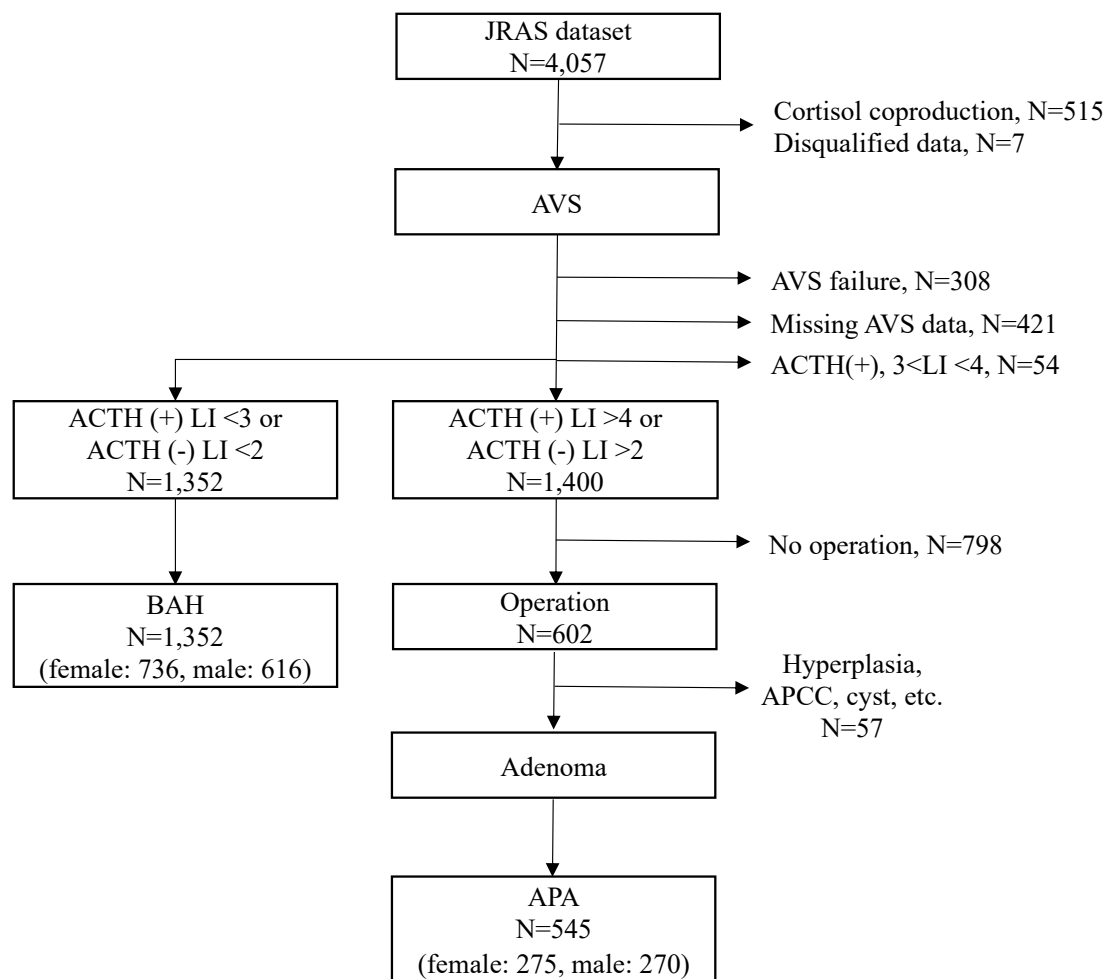 JRAS dataset
N=4,057
Cortisol coproduction, N=515
Disqualified data, N=7
AVS
AVS failure, N=308
Missing AVS data, N=421
ACTH(+), 3<LI <4, N=54
ACTH (+) LI <3 or
ACTH (-) LI <2
N=1,352
ACTH (+) LI >4 or
ACTH (-) LI >2
N=1,400
No operation, N=798
BAH
N=1,352
(female: 736, male: 616)
Operation
N=602
Hyperplasia,
APCC, cyst, etc.
N=57
Adenoma
APA
N=545
(female: 275, male: 270)